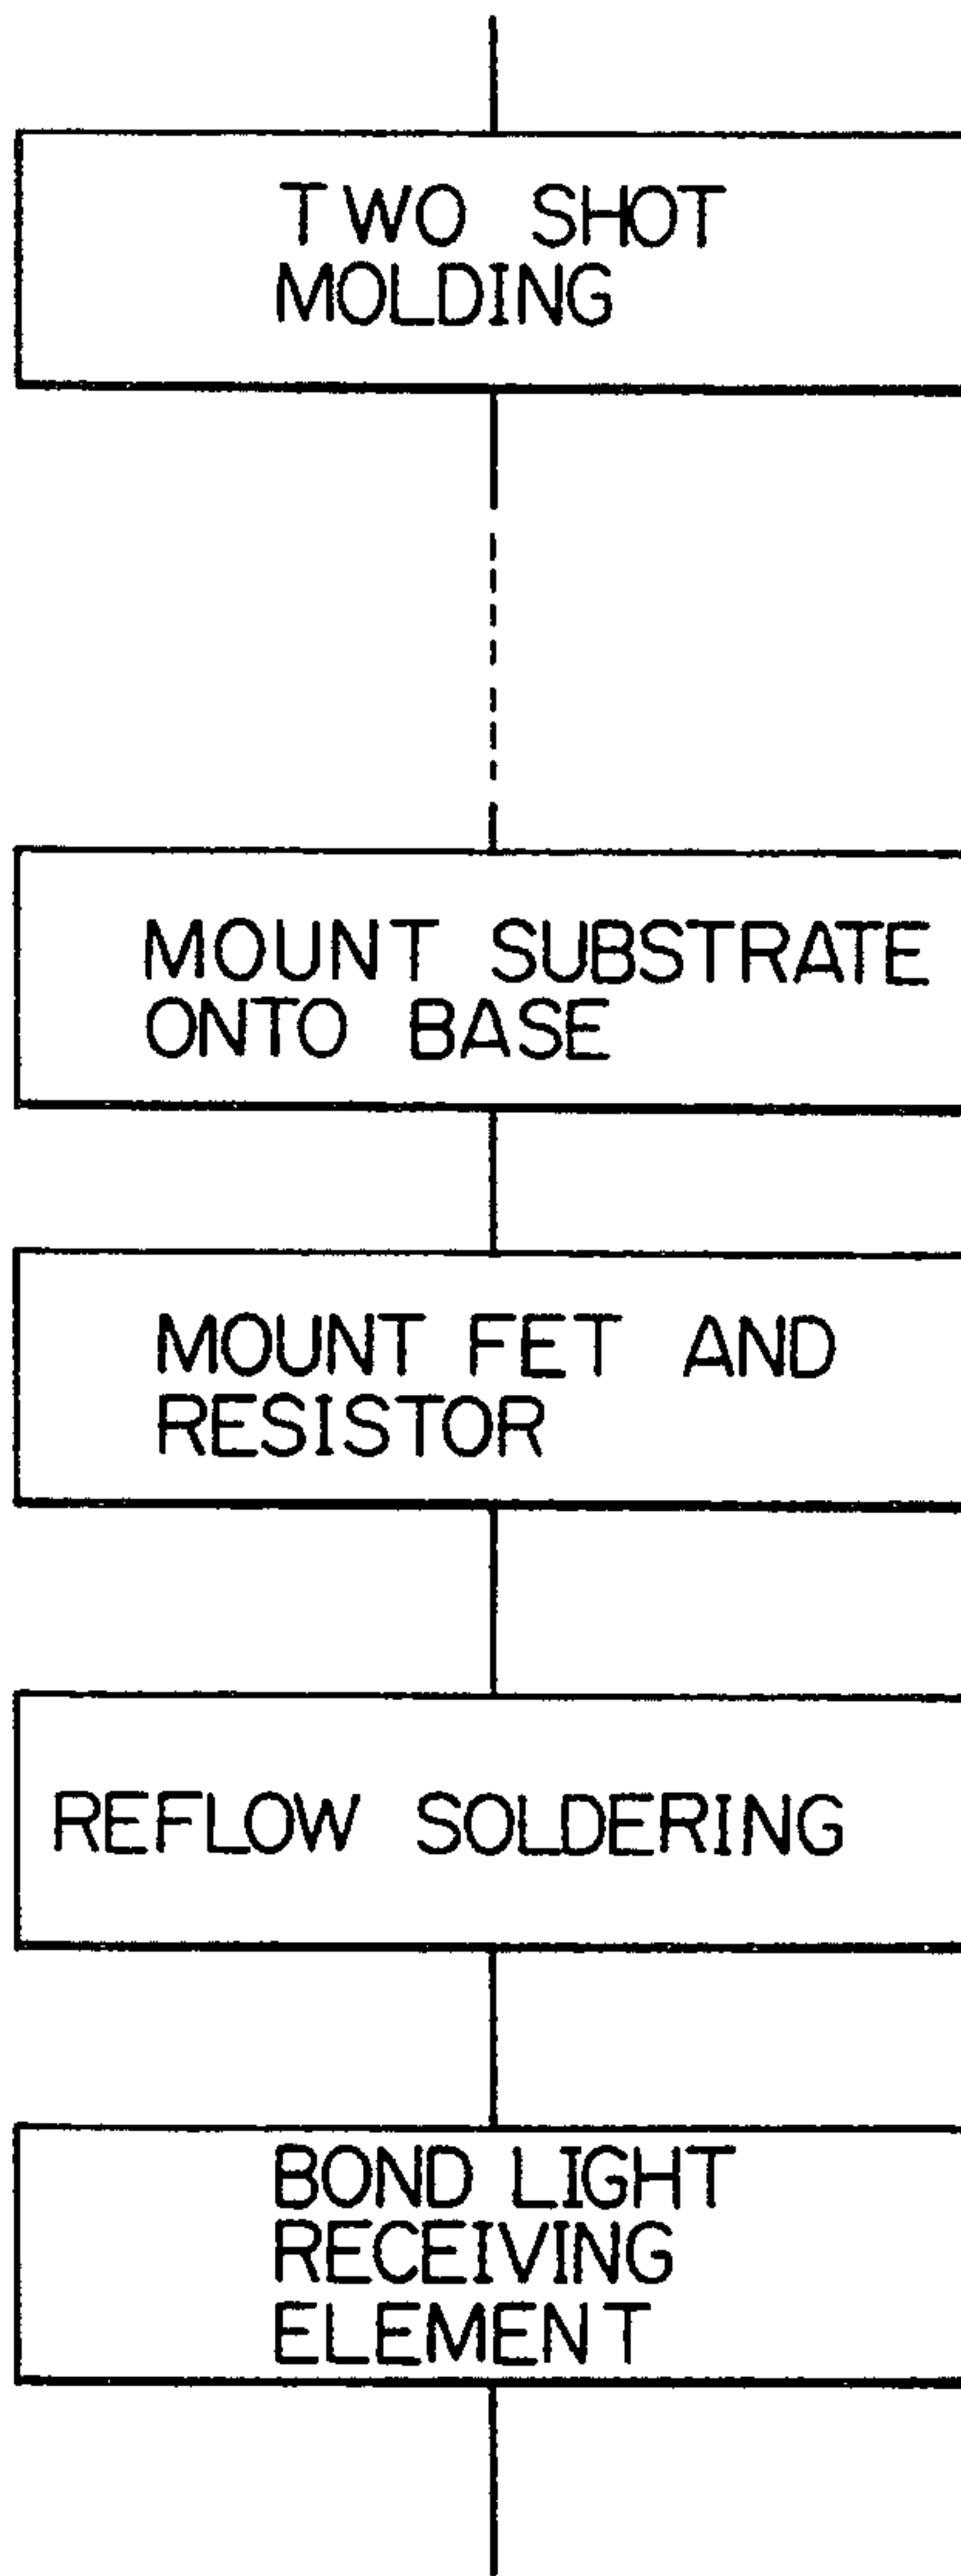 TWO SHOT
MOLDING
MOUNT SUBSTRATE
ONTO BASE
MOUNT FET AND
RESISTOR
REFLOW SOLDERING
BOND LIGHT
RECEIVING
ELEMENT